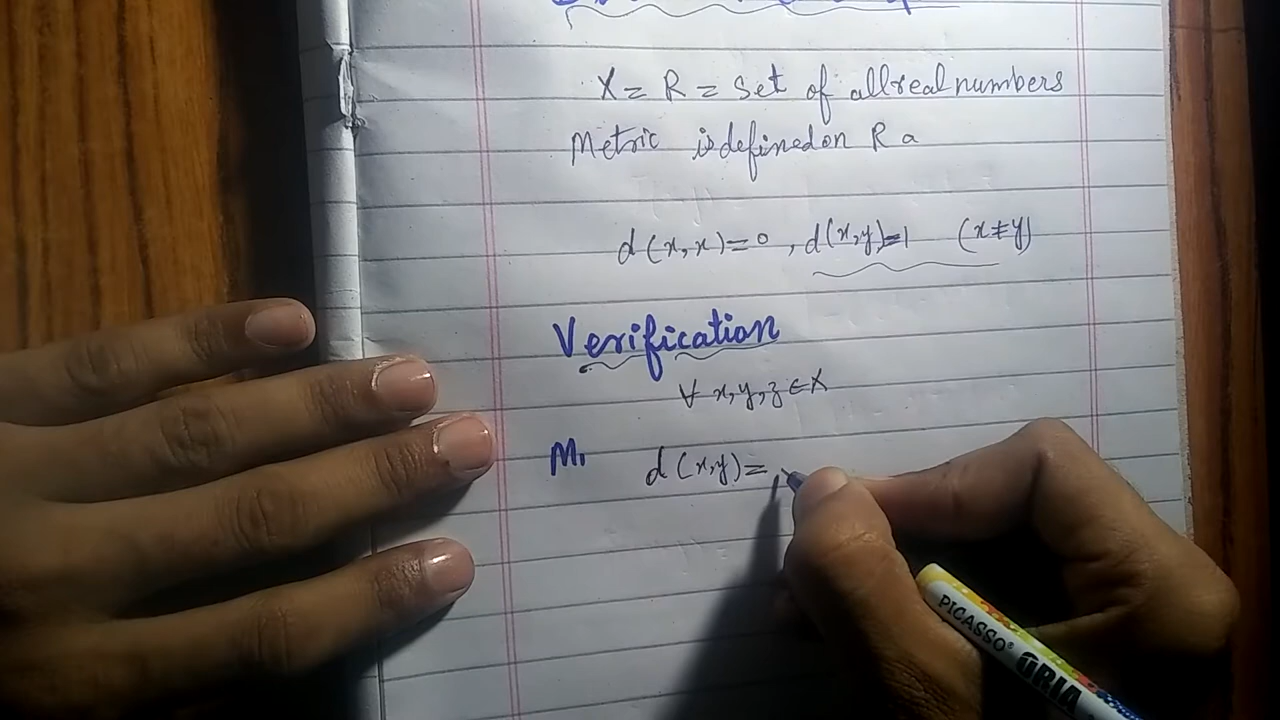 X = R = set of all real numbers
Metric is defined on R a
d(x,x)=0, d(x,y)=1 (x≠y)
Verification
∀ x,y,z ∈ X
M₁ d(x,y)=
PICASSO®